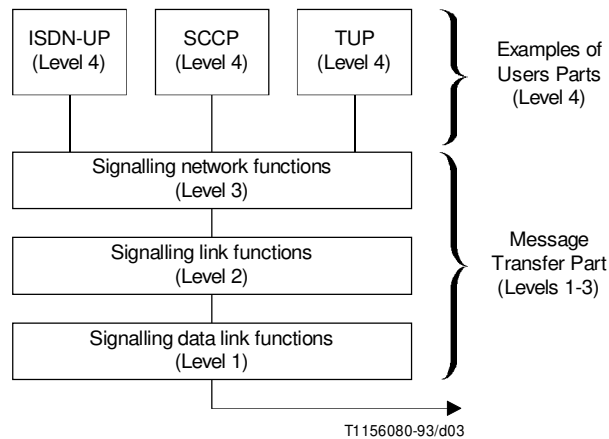 ISDN-UP
(Level 4)
SCCP
(Level 4)
TUP
(Level 4)
Examples of
Users Parts
(Level 4)
Signalling network functions
(Level 3)
Signalling link functions
(Level 2)
Signalling data link functions
(Level 1)
Message
Transfer Part
(Levels 1-3)
T1156080-93/d03